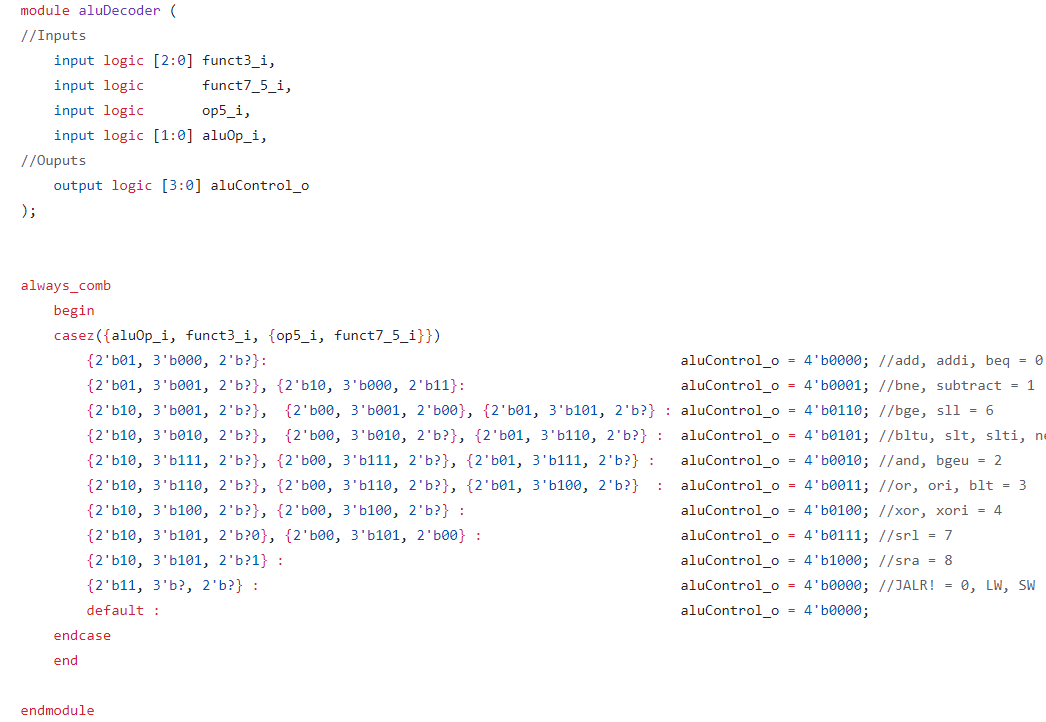 module aluDecoder (
//Inputs
    input logic [2:0] funct3_i,
    input logic       funct7_5_i,
    input logic       op5_i,
    input logic [1:0] aluOp_i,
//Ouputs
    output logic [3:0] aluControl_o
);
always_comb
    begin
    casez({aluOp_i, funct3_i, {op5_i, funct7_5_i}})
        {2'b01, 3'b000, 2'b?}:                                                  aluControl_o = 4'b0000; //add, addi, beq = 0
        {2'b01, 3'b001, 2'b?}, {2'b10, 3'b000, 2'b11}:                          aluControl_o = 4'b0001; //bne, subtract = 1
        {2'b10, 3'b001, 2'b?},  {2'b00, 3'b001, 2'b00}, {2'b01, 3'b101, 2'b?} : aluControl_o = 4'b0110; //bge, sll = 6
        {2'b10, 3'b010, 2'b?},  {2'b00, 3'b010, 2'b?}, {2'b01, 3'b110, 2'b?} :  aluControl_o = 4'b0101; //bltu, slt, slti,
        {2'b10, 3'b111, 2'b?}, {2'b00, 3'b111, 2'b?}, {2'b01, 3'b111, 2'b?} :   aluControl_o = 4'b0010; //and, bgeu = 2
        {2'b10, 3'b110, 2'b?}, {2'b00, 3'b110, 2'b?}, {2'b01, 3'b100, 2'b?}  :  aluControl_o = 4'b0011; //or, ori, blt = 3
        {2'b10, 3'b100, 2'b?}, {2'b00, 3'b100, 2'b?} :                          aluControl_o = 4'b0100; //xor, xori = 4
        {2'b10, 3'b101, 2'b?0}, {2'b00, 3'b101, 2'b00} :                        aluControl_o = 4'b0111; //srl = 7
        {2'b10, 3'b101, 2'b?1} :                                                aluControl_o = 4'b1000; //sra = 8
        {2'b11, 3'b?, 2'b?} :                                                   aluControl_o = 4'b0000; //JALR! = 0, LW, SW
        default :                                                               aluControl_o = 4'b0000;
    endcase
    end
endmodule